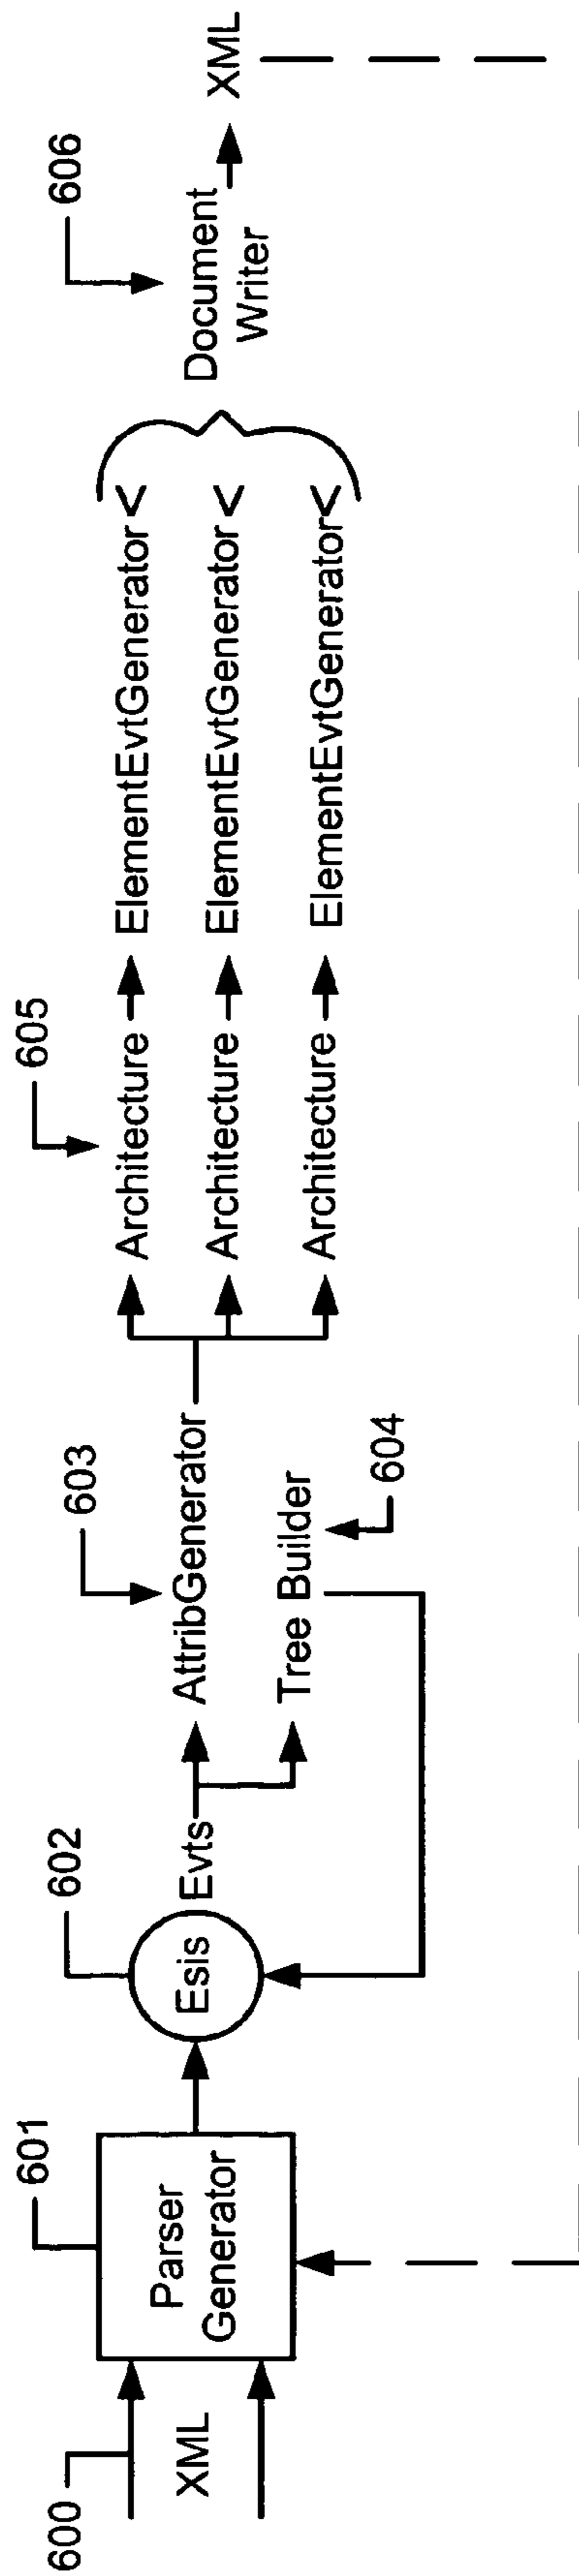 600
XML
601
Parser
Generator
602
Esis
Evts
603
AttribGenerator
Tree Builder
604
605
Architecture
ElementEvtGenerator<
Architecture
ElementEvtGenerator<
Architecture
ElementEvtGenerator<
606
Document
Writer
XML